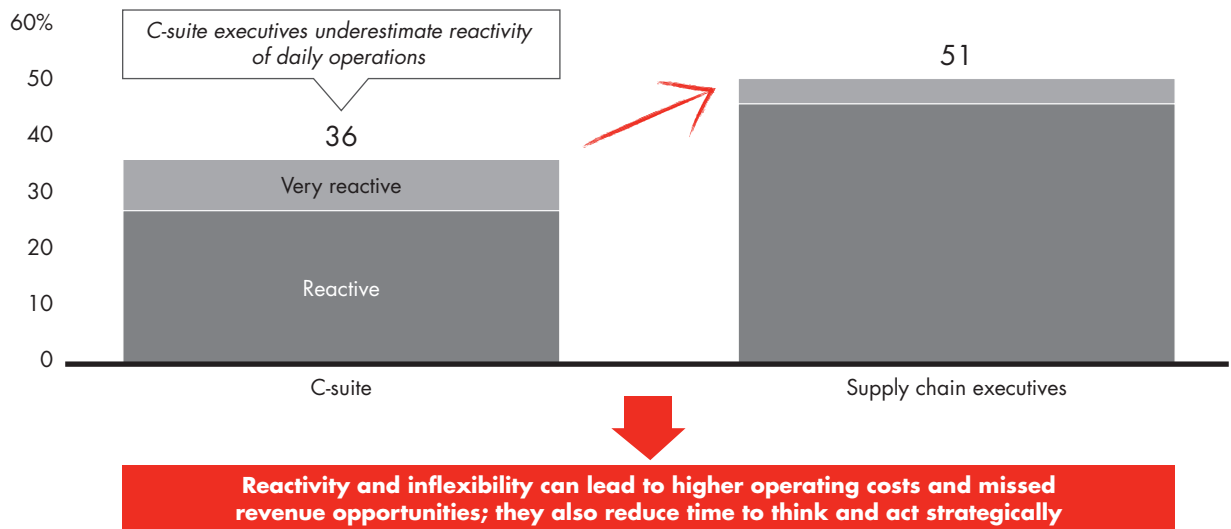 60%
C-suite executives underestimate reactivity
of daily operations
50
51
40
36
30
Very reactive
20
Reactive
10
0
C-suite
Supply chain executives
Reactivity and inflexibility can lead to higher operating costs and missed
revenue opportunities; they also reduce time to think and act strategically